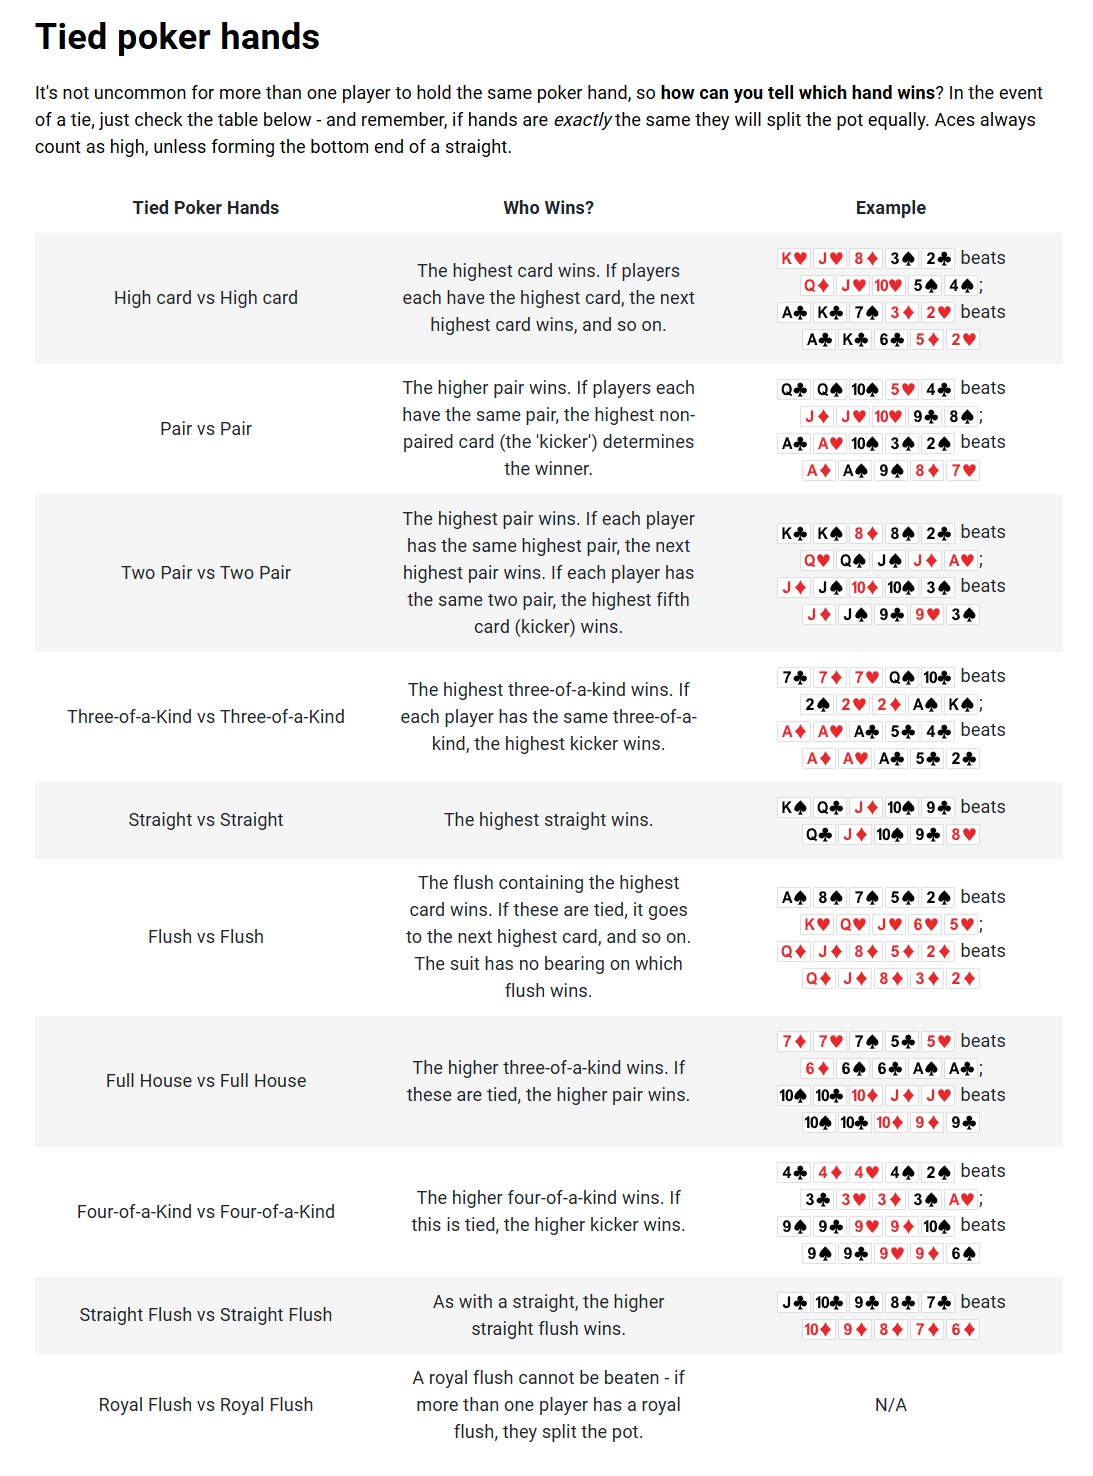 Tied poker hands
It's not uncommon for more than one player to hold the same poker hand, so how can you tell which hand wins? In the event
of a tie, just check the table below - and remember, if hands are exactly the same they will split the pot equally. Aces always
count as high, unless forming the bottom end of a straight.
Tied Poker Hands Who Wins? Example
High card vs High card
The highest card wins. If players
each have the highest card, the next
highest card wins, and so on.
K♥ J♥ 8♦ 3♠ 2♣ beats
Q♦ J♥ 10♥ 5♠ 4♠;
A♣ K♣ 7♠ 3♦ 2♥ beats
A♣ K♣ 6♣ 5♦ 2♥
Pair vs Pair
The higher pair wins. If players each
have the same pair, the highest non-
paired card (the 'kicker') determines
the winner.
Q♣ Q♠ 10♠ 5♥ 4♣ beats
J♦ J♥ 10♥ 9♣ 8♠;
A♣ A♥ 10♠ 3♠ 2♠ beats
A♦ A♠ 9♠ 8♦ 7♥
Two Pair vs Two Pair
The highest pair wins. If each player
has the same highest pair, the next
highest pair wins. If each player has
the same two pair, the highest fifth
card (kicker) wins.
K♣ K♠ 8♦ 8♠ 2♣ beats
Q♥ Q♠ J♠ J♦ A♥;
J♦ J♠ 10♦ 10♠ 3♠ beats
J♦ J♠ 9♣ 9♥ 3♠
Three-of-a-Kind vs Three-of-a-Kind
The highest three-of-a-kind wins. If
each player has the same three-of-a-
kind, the highest kicker wins.
7♣ 7♦ 7♥ Q♠ 10♣ beats
2♠ 2♥ 2♦ A♠ K♠;
A♦ A♥ A♣ 5♣ 4♣ beats
A♦ A♥ A♣ 5♣ 2♣
Straight vs Straight
The highest straight wins.
K♠ Q♣ J♦ 10♠ 9♣ beats
Q♣ J♦ 10♠ 9♣ 8♥
Flush vs Flush
The flush containing the highest
card wins. If these are tied, it goes
to the next highest card, and so on.
The suit has no bearing on which
flush wins.
A♠ 8♠ 7♠ 5♠ 2♠ beats
K♥ Q♥ J♥ 6♥ 5♥;
Q♦ J♦ 8♦ 5♦ 2♦ beats
Q♦ J♦ 8♦ 3♦ 2♦
Full House vs Full House
The higher three-of-a-kind wins. If
these are tied, the higher pair wins.
7♦ 7♥ 7♠ 5♣ 5♥ beats
6♦ 6♠ 6♣ A♠ A♣;
10♠ 10♣ 10♦ J♦ J♥ beats
10♠ 10♣ 10♦ 9♦ 9♣
Four-of-a-Kind vs Four-of-a-Kind
The higher four-of-a-kind wins. If
this is tied, the higher kicker wins.
4♣ 4♦ 4♥ 4♠ 2♠ beats
3♣ 3♥ 3♦ 3♠ A♥;
9♠ 9♣ 9♥ 9♦ 10♠ beats
9♠ 9♣ 9♥ 9♦ 6♠
Straight Flush vs Straight Flush
As with a straight, the higher
straight flush wins.
J♣ 10♣ 9♣ 8♣ 7♣ beats
10♦ 9♦ 8♦ 7♦ 6♦
Royal Flush vs Royal Flush
A royal flush cannot be beaten - if
more than one player has a royal
flush, they split the pot.
N/A